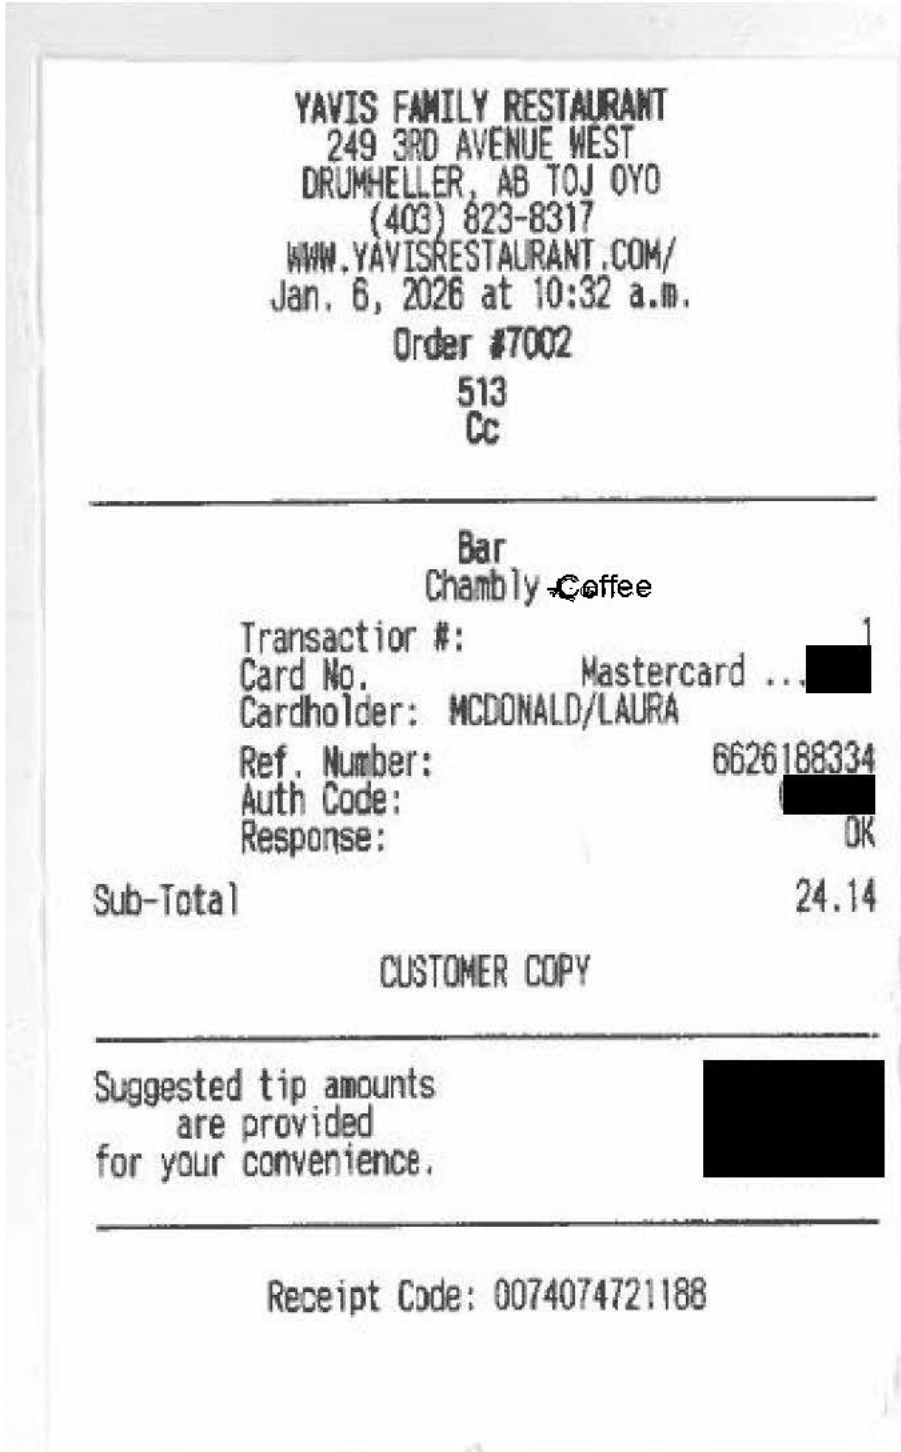 YAVIS FAMILY RESTAURANT
249 3RD AVENUE WEST
DRUMHELLER, AB TOJ OYO
(403) 823-8317
WWW.YAVISRESTAURANT.COM/
Jan. 6, 2026 at 10:32 a.m.
Order #7002
513
Cc
Bar
Chambly Coffee
Transaction #: 1
Card No. Mastercard ...
Cardholder: MCDONALD/LAURA
Ref. Number: 6626188334
Auth Code:
Response: OK
Sub-Total 24.14
CUSTOMER COPY
Suggested tip amounts
are provided
for your convenience.
Receipt Code: 0074074721188